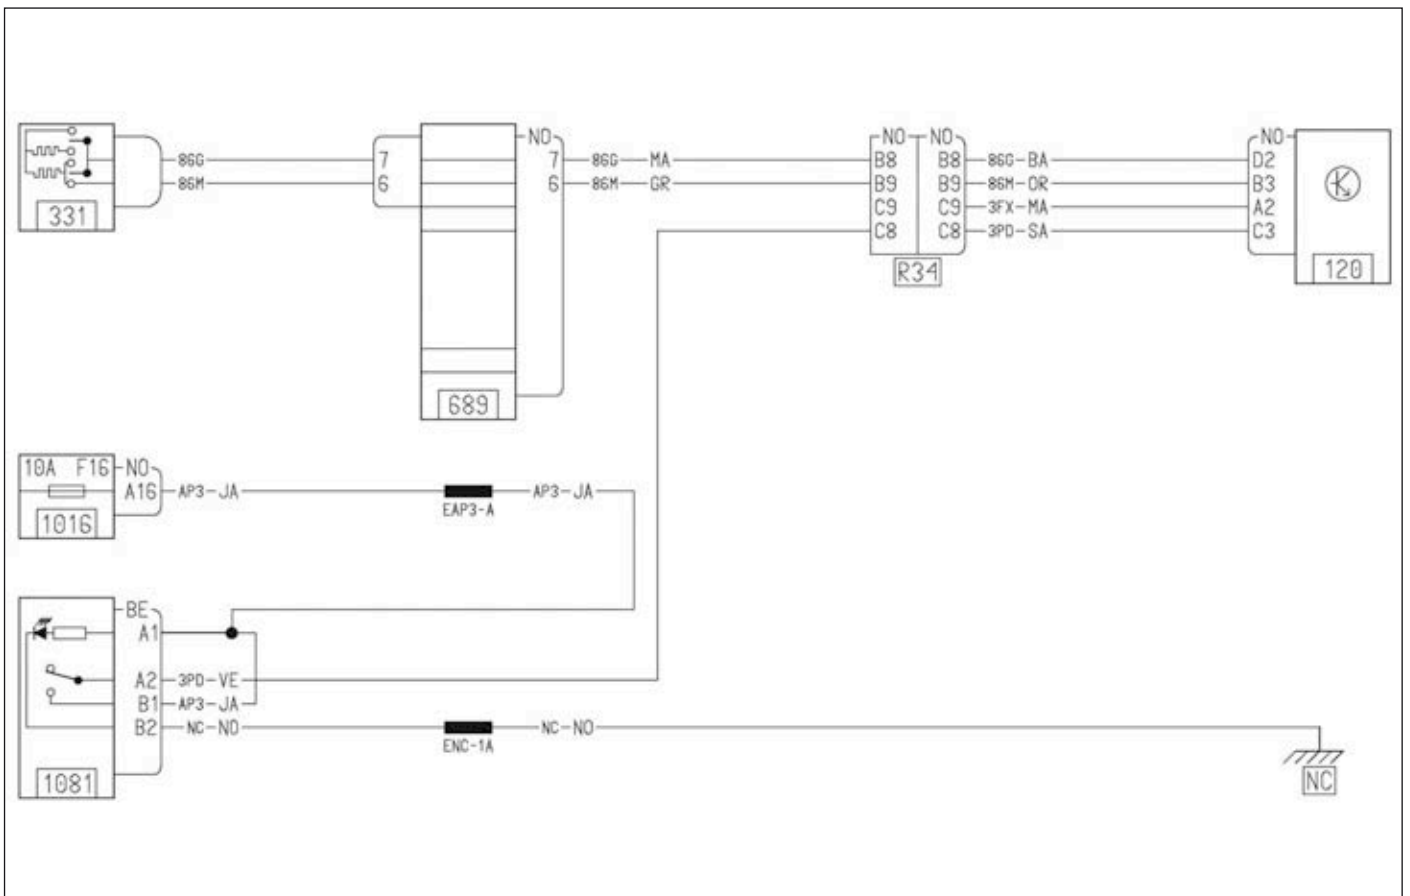 NO NO NO NO
86G 7 7 86G MA B8 B8 86G-BA D2
86M 6 6 86M GR B9 B9 86M-OR B3
331 C9 C9 3FX-MA A2
C8 C8 3PD-SA C3
R34 120
689
10A F16 NO
A16 AP3-JA AP3-JA
EAP3-A
1016
BE
A1
A2 3PD-VE
B1 AP3-JA
B2 NC-NO NC-NO
ENC-1A
1081 NC